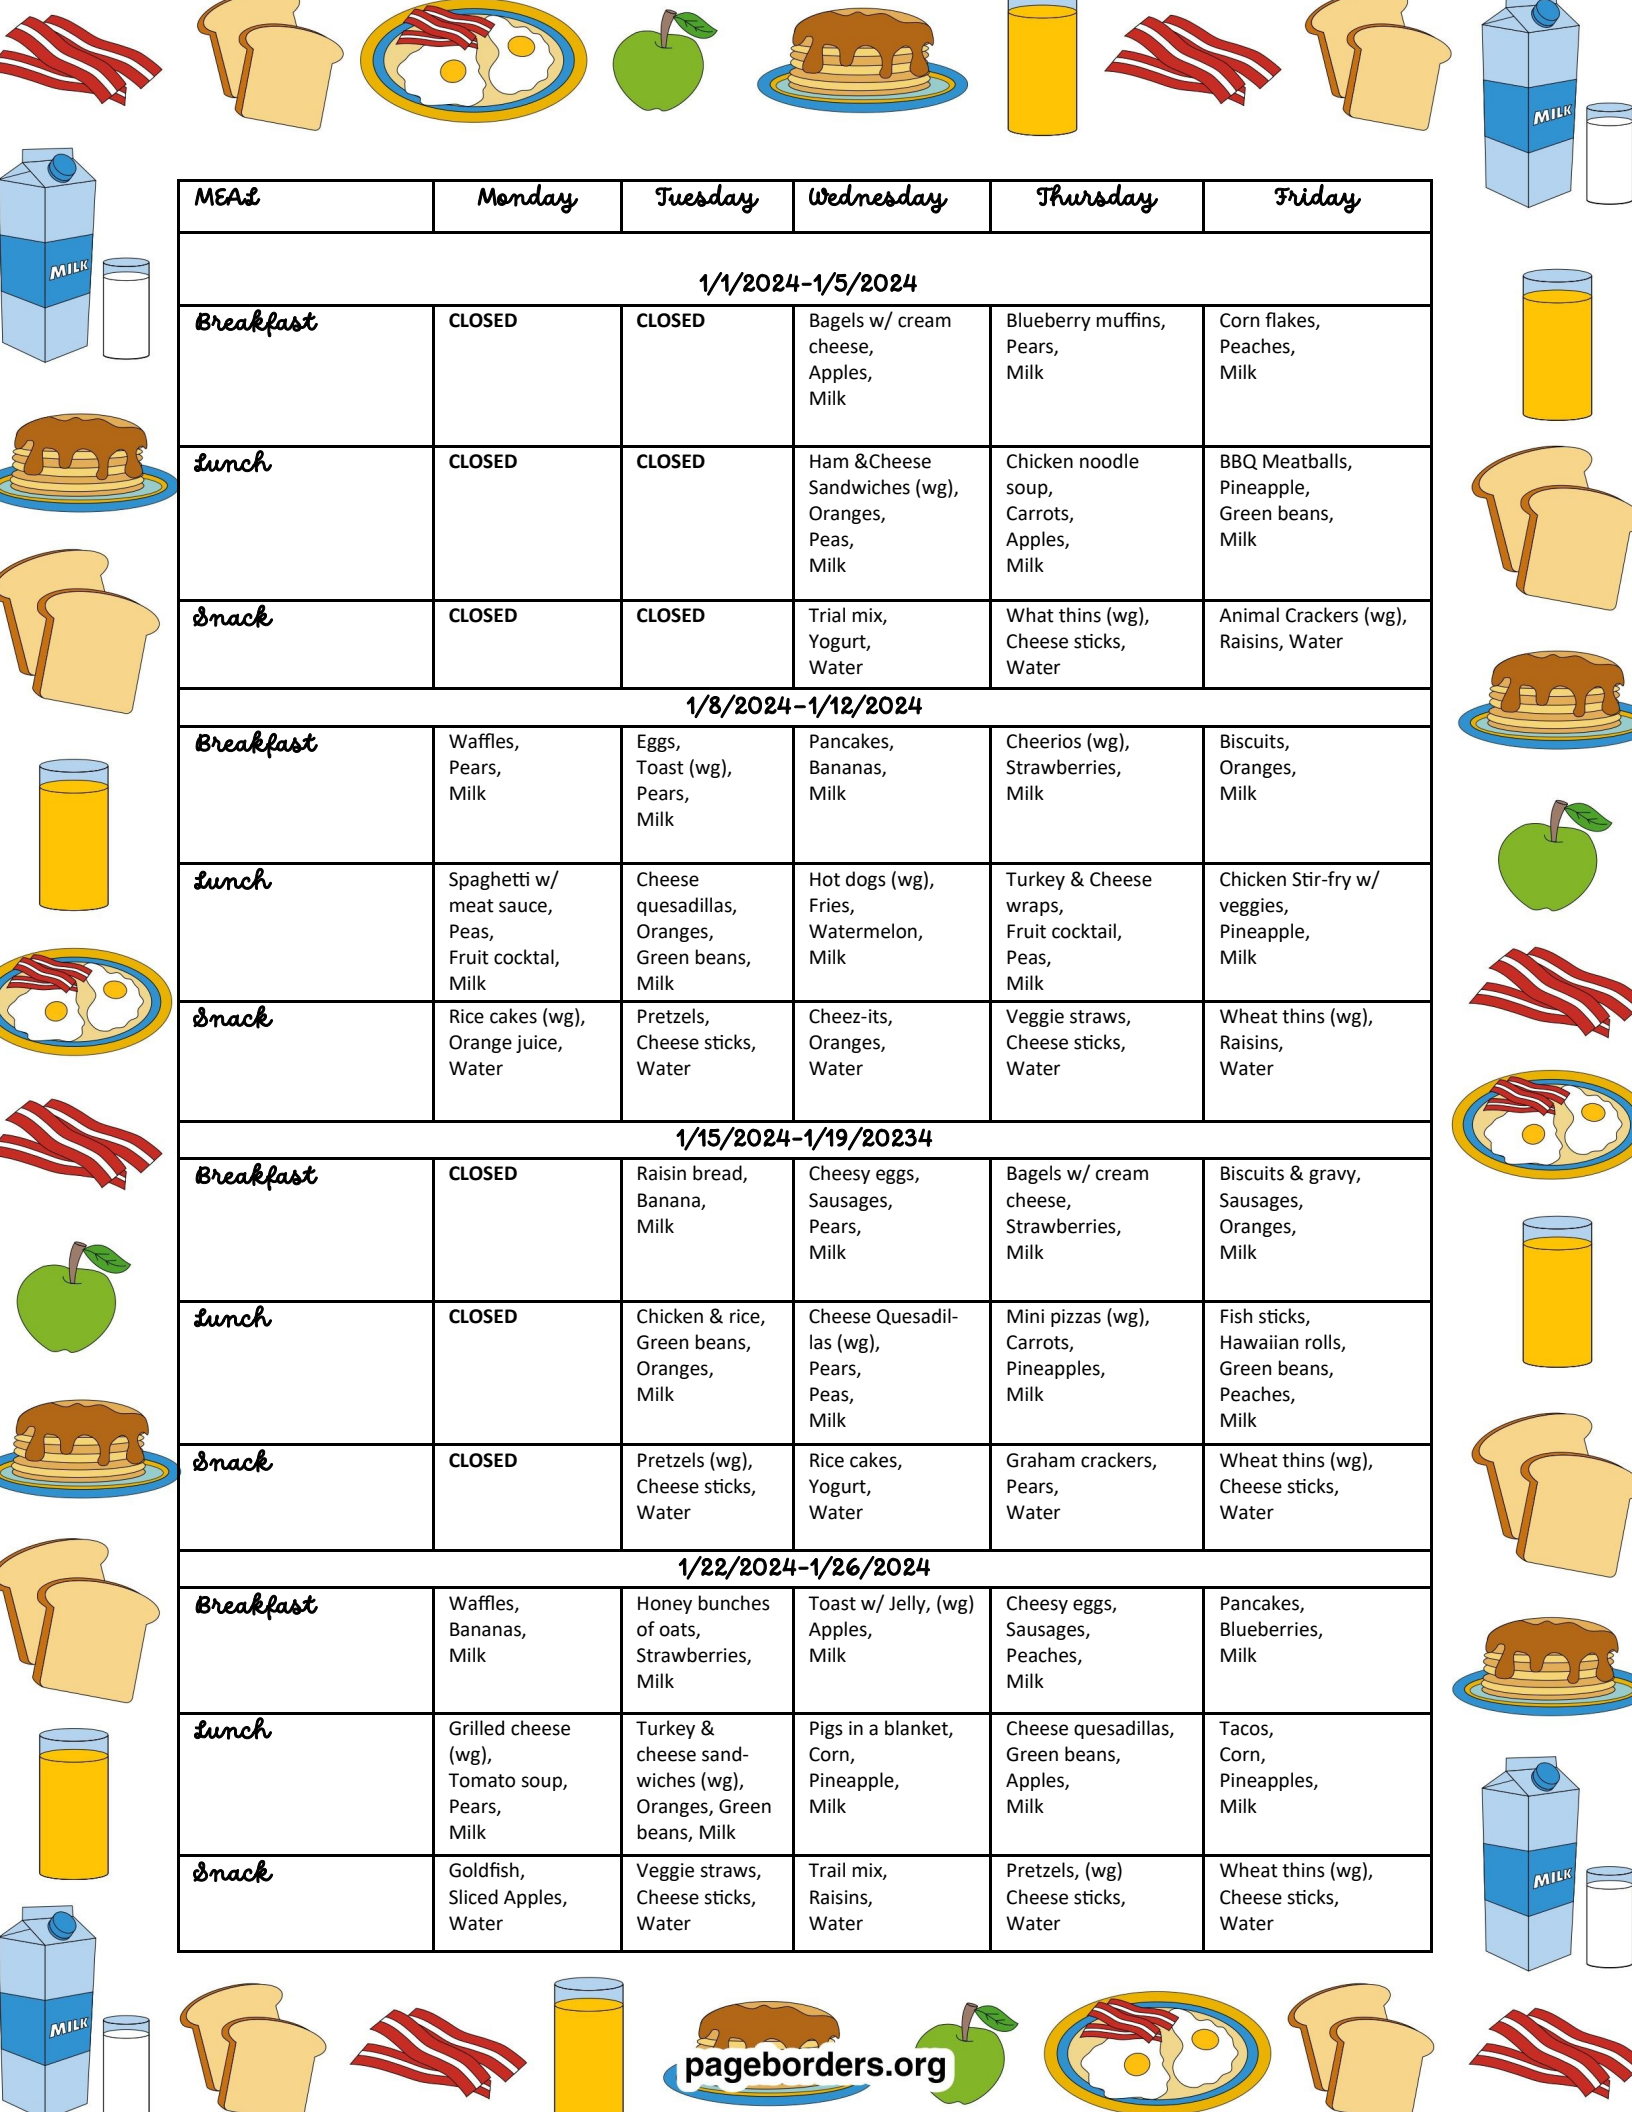 MILK
MEAL Monday Tuesday Wednesday Thursday Friday
MILK
1/1/2024-1/5/2024
Breakfast
CLOSED
CLOSED
Bagels w/ cream
cheese,
Apples,
Milk
Blueberry muffins,
Pears,
Milk
Corn flakes,
Peaches,
Milk
Lunch
CLOSED
CLOSED
Ham &Cheese
Sandwiches (wg),
Oranges,
Peas,
Milk
Chicken noodle
soup,
Carrots,
Apples,
Milk
BBQ Meatballs,
Pineapple,
Green beans,
Milk
Snack
CLOSED
CLOSED
Trial mix,
Yogurt,
Water
What thins (wg),
Cheese sticks,
Water
Animal Crackers (wg),
Raisins, Water
1/8/2024-1/12/2024
Breakfast
Waffles,
Pears,
Milk
Eggs,
Toast (wg),
Pears,
Milk
Pancakes,
Bananas,
Milk
Cheerios (wg),
Strawberries,
Milk
Biscuits,
Oranges,
Milk
Lunch
Spaghetti w/
meat sauce,
Peas,
Fruit cocktal,
Milk
Cheese
quesadillas,
Oranges,
Green beans,
Milk
Hot dogs (wg),
Fries,
Watermelon,
Milk
Turkey & Cheese
wraps,
Fruit cocktail,
Peas,
Milk
Chicken Stir-fry w/
veggies,
Pineapple,
Milk
Snack
Rice cakes (wg),
Orange juice,
Water
Pretzels,
Cheese sticks,
Water
Cheez-its,
Oranges,
Water
Veggie straws,
Cheese sticks,
Water
Wheat thins (wg),
Raisins,
Water
1/15/2024-1/19/20234
Breakfast
CLOSED
Raisin bread,
Banana,
Milk
Cheesy eggs,
Sausages,
Pears,
Milk
Bagels w/ cream
cheese,
Strawberries,
Milk
Biscuits & gravy,
Sausages,
Oranges,
Milk
Lunch
CLOSED
Chicken & rice,
Green beans,
Oranges,
Milk
Cheese Quesadil-
las (wg),
Pears,
Peas,
Milk
Mini pizzas (wg),
Carrots,
Pineapples,
Milk
Fish sticks,
Hawaiian rolls,
Green beans,
Peaches,
Milk
Snack
CLOSED
Pretzels (wg),
Cheese sticks,
Water
Rice cakes,
Yogurt,
Water
Graham crackers,
Pears,
Water
Wheat thins (wg),
Cheese sticks,
Water
1/22/2024-1/26/2024
Breakfast
Waffles,
Bananas,
Milk
Honey bunches
of oats,
Strawberries,
Milk
Toast w/ Jelly, (wg)
Apples,
Milk
Cheesy eggs,
Sausages,
Peaches,
Milk
Pancakes,
Blueberries,
Milk
Lunch
Grilled cheese
(wg),
Tomato soup,
Pears,
Milk
Turkey &
cheese sand-
wiches (wg),
Oranges, Green
beans, Milk
Pigs in a blanket,
Corn,
Pineapple,
Milk
Cheese quesadillas,
Green beans,
Apples,
Milk
Tacos,
Corn,
Pineapples,
Milk
Snack
Goldfish,
Sliced Apples,
Water
Veggie straws,
Cheese sticks,
Water
Trail mix,
Raisins,
Water
Pretzels, (wg)
Cheese sticks,
Water
Wheat thins (wg),
Cheese sticks,
Water
MILK
MILK
pageborders.org